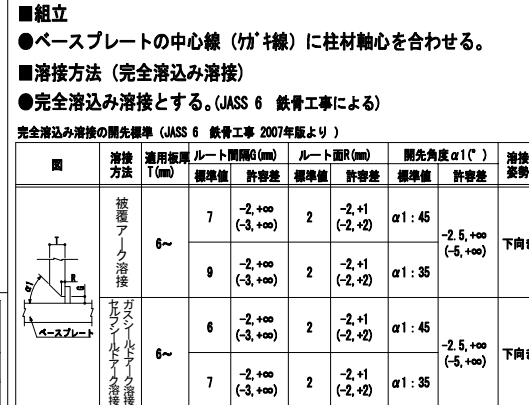 ■組立
●ベースプレートの中心線（ｹｶﾞｷ線）に柱材軸心を合わせる。
■溶接方法（完全溶込み溶接）
●完全溶込み溶接とする。(JASS 6 鉄骨工事による)
完全溶込み溶接の開先標準（JASS 6 鉄骨工事 2007年版より ）
図 溶接方法 適用板厚T(mm) ルート間隔G(mm) ルート面R(mm) 開先角度α1(°) 溶接姿勢
標準値 許容差 標準値 許容差 標準値 許容差
被覆アーク溶接 6～ 7 -2,+∞ (-3,+∞) 2 -2,+1 (-2,+2) α1:45 -2.5,+∞ (-5,+∞) 下向き
9 -2,+∞ (-3,+∞) 2 -2,+1 (-2,+2) α1:35
ガスシールドアーク溶接 セルフシールドアーク溶接 6～ 6 -2,+∞ (-3,+∞) 2 -2,+1 (-2,+2) α1:45 -2.5,+∞ (-5,+∞) 下向き
7 -2,+∞ (-3,+∞) 2 -2,+1 (-2,+2) α1:35
T
R
α1
G
ベースプレート